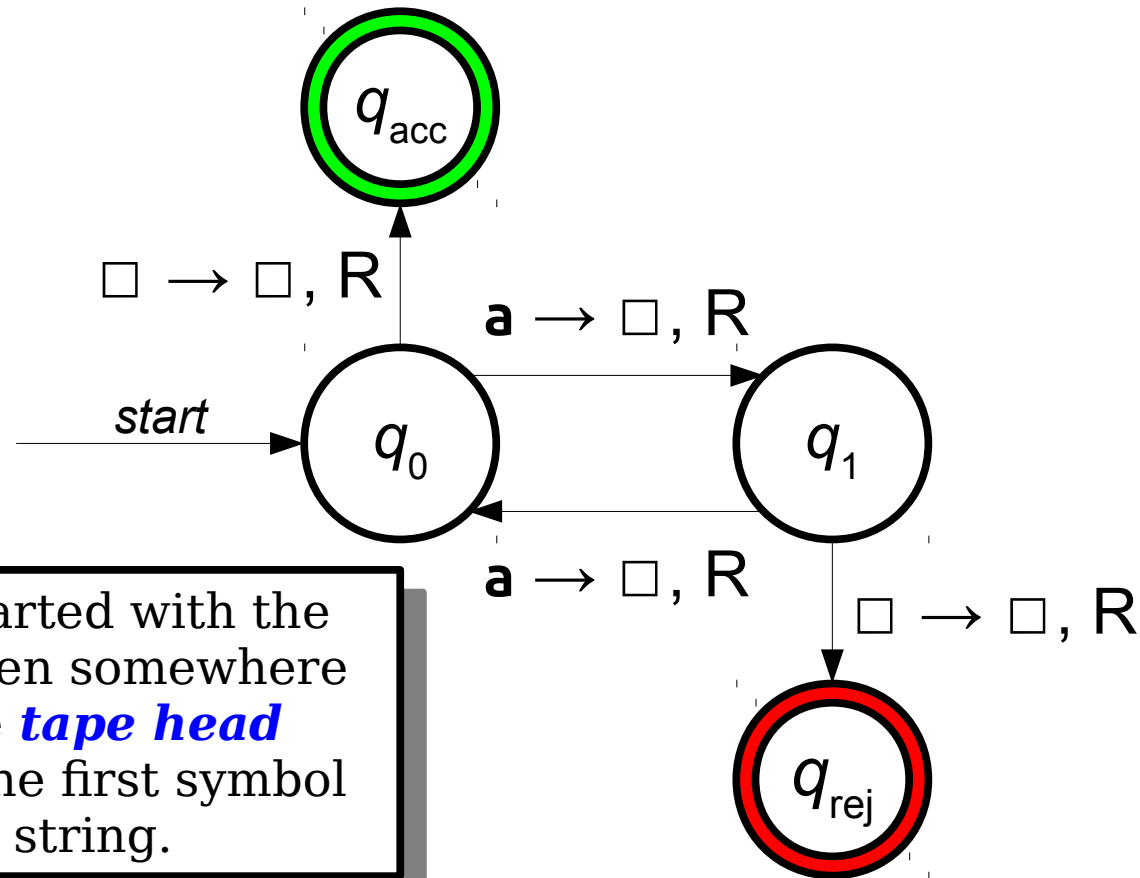 q_acc
□ → □, R
a → □, R
start
q_0
q_1
a → □, R
□ → □, R
arted with the
en somewhere
e tape head
he first symbol
string.
q_rej